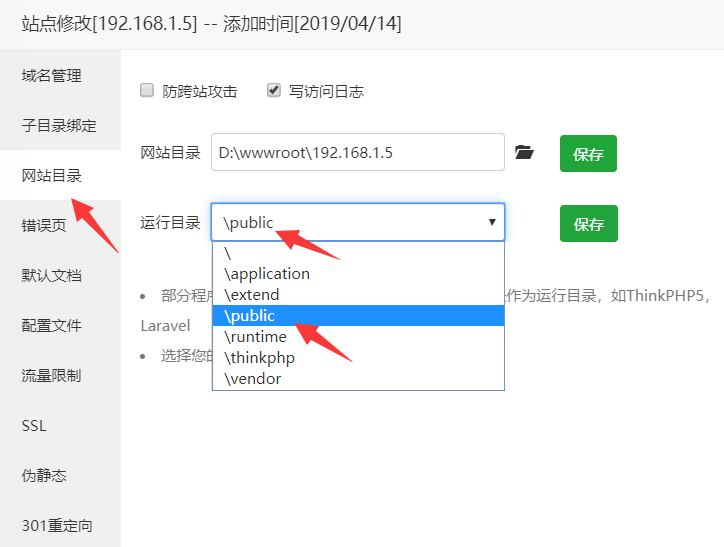 站点修改[192.168.1.5] -- 添加时间[2019/04/14]
域名管理
防跨站攻击
写访问日志
子目录绑定
网站目录
网站目录
D:\wwwroot\192.168.1.5
保存
错误页
运行目录
\public
保存
\
\application
\extend
\public
\runtime
\thinkphp
\vendor
默认文档
部分程序
作为运行目录，如ThinkPHP5，
Laravel
配置文件
选择您的
流量限制
SSL
伪静态
301重定向